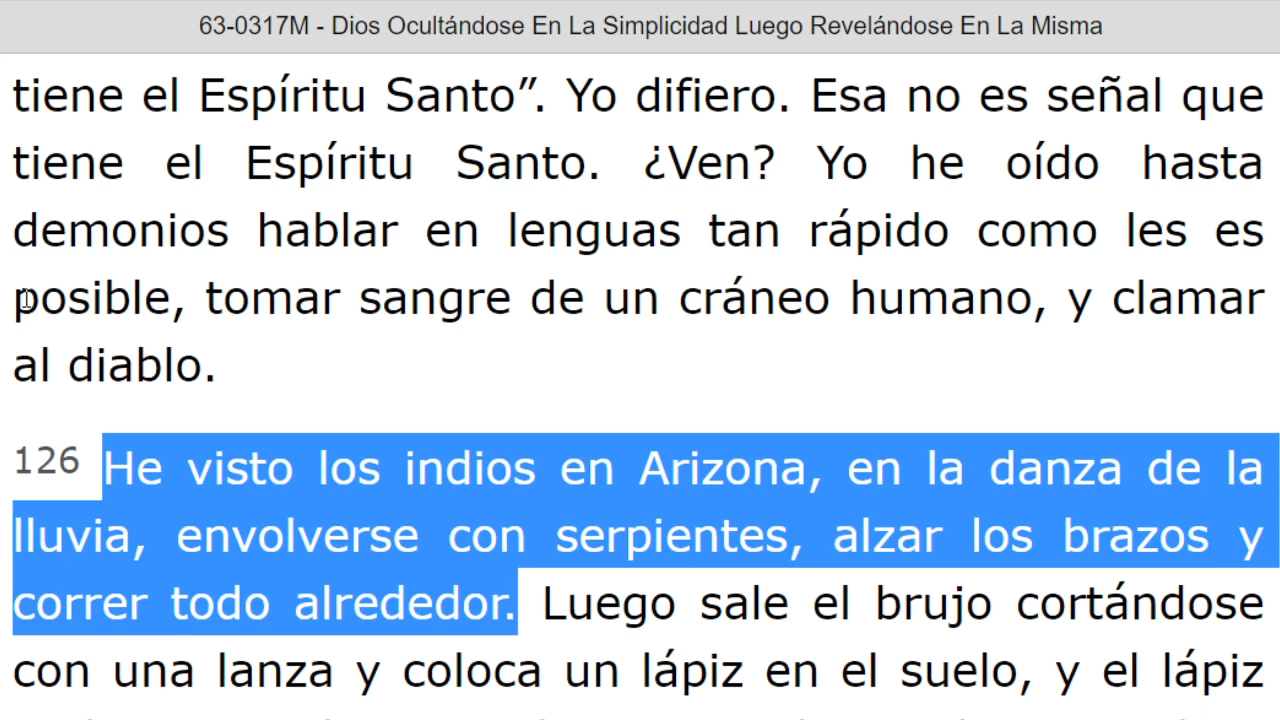 63-0317M - Dios Ocultándose En La Simplicidad Luego Revelándose En La Misma
tiene el Espíritu Santo”. Yo difiero. Esa no es señal que
tiene el Espíritu Santo. ¿Ven? Yo he oído hasta
demonios hablar en lenguas tan rápido como les es
posible, tomar sangre de un cráneo humano, y clamar
al diablo.
126 He visto los indios en Arizona, en la danza de la
lluvia, envolverse con serpientes, alzar los brazos y
correr todo alrededor. Luego sale el brujo cortándose
con una lanza y coloca un lápiz en el suelo, y el lápiz